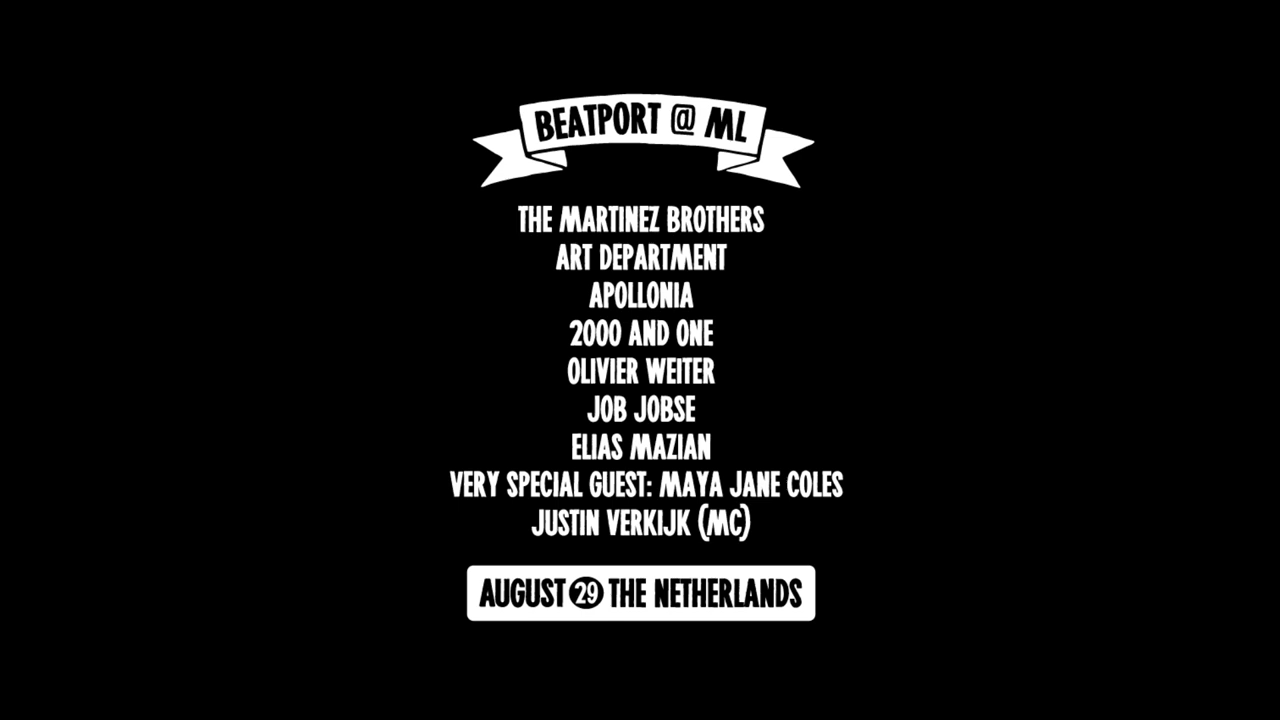 BEATPORT @ ML
THE MARTINEZ BROTHERS
ART DEPARTMENT
APOLLONIA
2000 AND ONE
OLIVIER WEITER
JOB JOBSE
ELIAS MAZIAN
VERY SPECIAL GUEST: MAYA JANE COLES
JUSTIN VERKIJK (MC)
AUGUST 29 THE NETHERLANDS